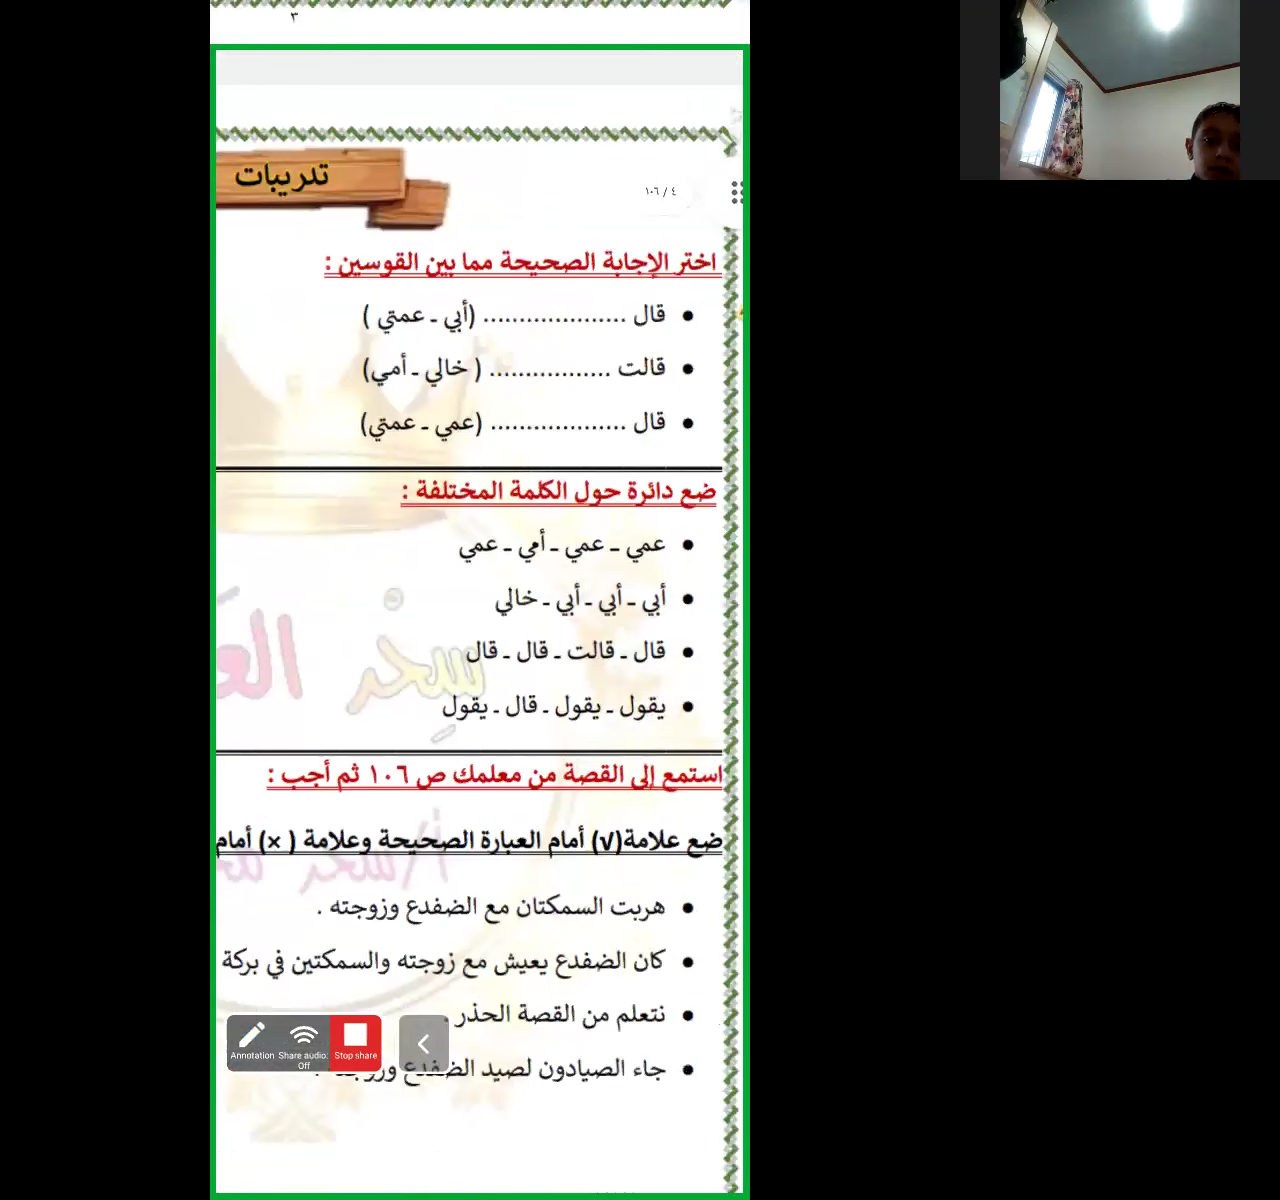 ٣
تدريبات
٤ / ١٠٦
اختر الإجابة الصحيحة مما بين القوسين :
• قال .................... (أبي ـ عمتي )
• قالت ................. ( خالي ـ أمي)
• قال ................... (عمي ـ عمتي)
ضع دائرة حول الكلمة المختلفة :
• عمي ـ عمي ـ أمي ـ عمي
• أبي ـ أبي ـ أبي ـ خالي
• قال ـ قالت ـ قال ـ قال
• يقول ـ يقول ـ قال ـ يقول
سِحْر
استمع إلى القصة من معلمك ص ١٠٦ ثم أجب :
ضع علامة(√) أمام العبارة الصحيحة وعلامة ( ×) أمام
أ/سحر
• هربت السمكتان مع الضفدع وزوجته .
• كان الضفدع يعيش مع زوجته والسمكتين في بركة
• نتعلم من القصة الحذر .
• جاء الصيادون لصيد الضفدع
Annotation
Share audio: Off
Stop share